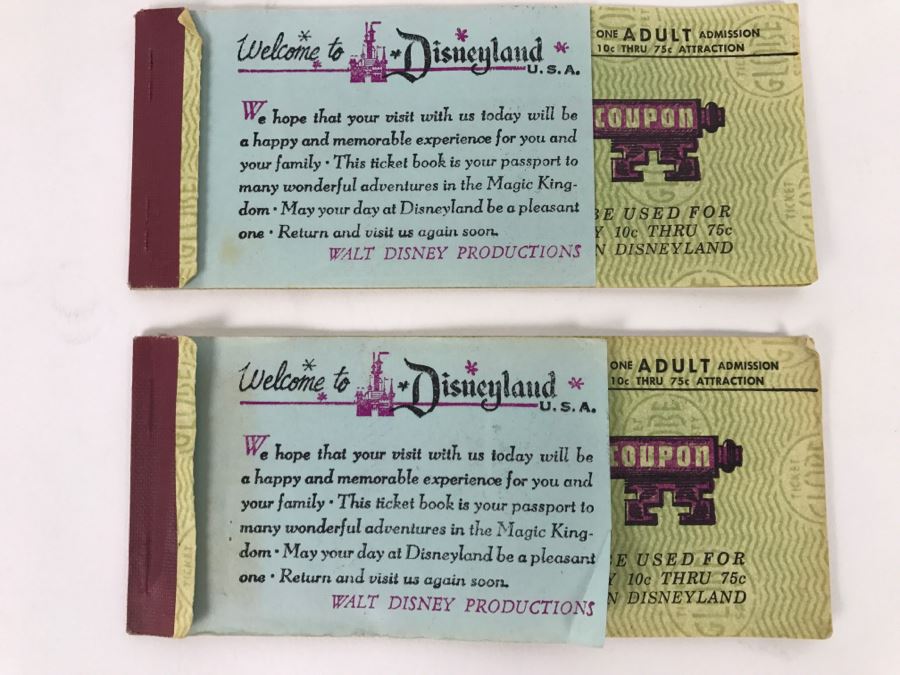 Welcome to Disneyland
U.S.A.
We hope that your visit with us today will be
a happy and memorable experience for you and
your family • This ticket book is your passport to
many wonderful adventures in the Magic King-
dom • May your day at Disneyland be a pleasant
one • Return and visit us again soon.
WALT DISNEY PRODUCTIONS
ONE ADULT ADMISSION
10c THRU 75c ATTRACTION
COUPON
BE USED FOR
Y 10c THRU 75c
N DISNEYLAND
TICKET
GLOBE
Welcome to Disneyland
U.S.A.
We hope that your visit with us today will be
a happy and memorable experience for you and
your family • This ticket book is your passport to
many wonderful adventures in the Magic King-
dom • May your day at Disneyland be a pleasant
one • Return and visit us again soon.
WALT DISNEY PRODUCTIONS
ONE ADULT ADMISSION
10c THRU 75c ATTRACTION
COUPON
BE USED FOR
Y 10c THRU 75c
N DISNEYLAND
TICKET
GLOBE